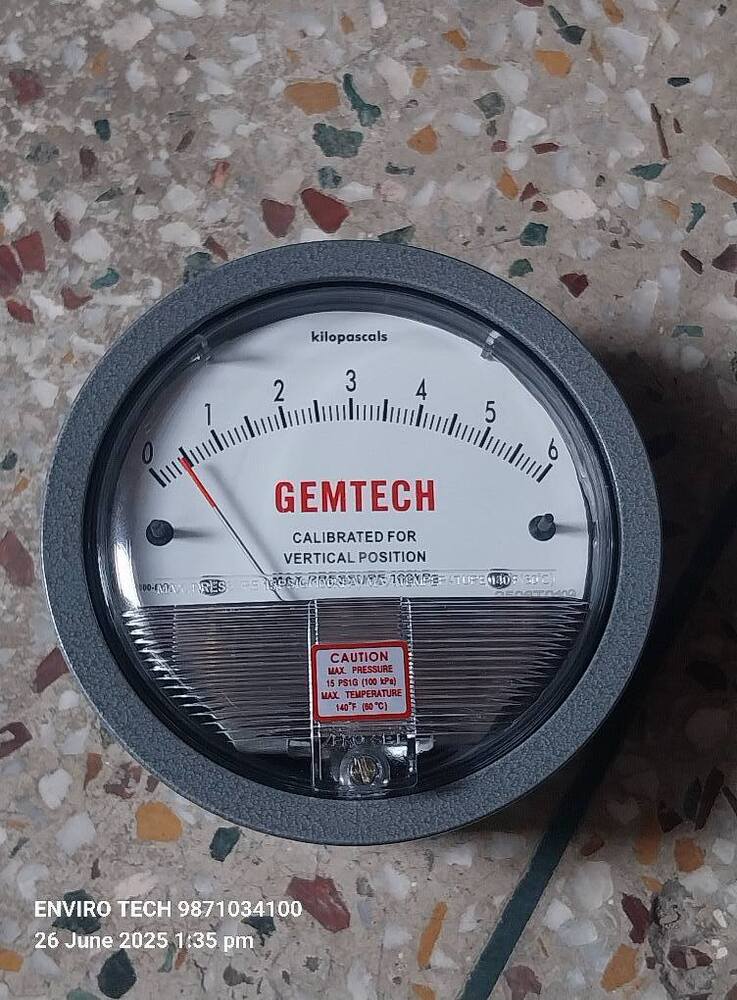 kilopascals
0 1 2 3 4 5 6
GEMTECH
CALIBRATED FOR
VERTICAL POSITION
CAUTION
MAX. PRESSURE
15 PS1G (100 kPa)
MAX. TEMPERATURE
140°F (60°C)
ENVIRO TECH 9871034100
26 June 2025 1:35 pm